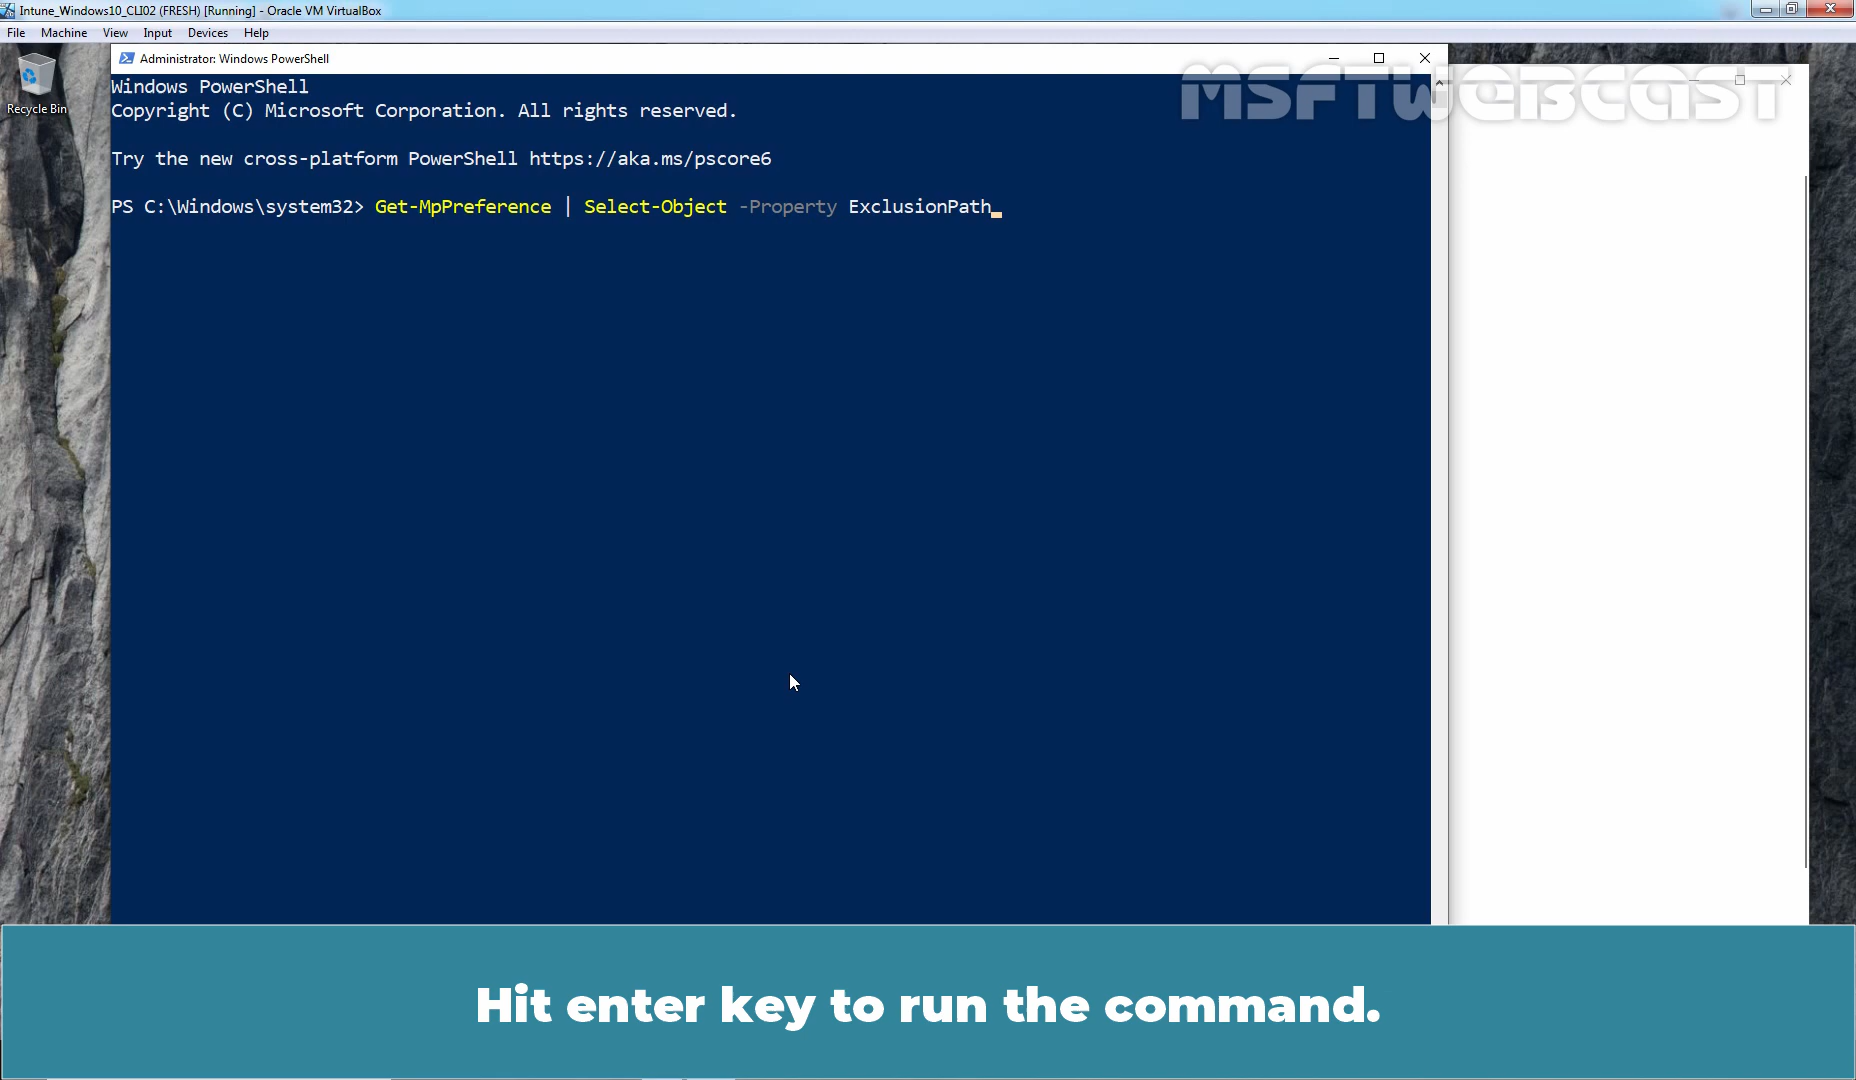 Intune_Windows10_CLI02 (FRESH) [Running] - Oracle VM VirtualBox
File Machine View Input Devices Help
Recycle Bin
Administrator: Windows PowerShell
MSFTWEBCAST
Windows PowerShell
Copyright (C) Microsoft Corporation. All rights reserved.
Try the new cross-platform PowerShell https://aka.ms/pscore6
PS C:\Windows\system32> Get-MpPreference | Select-Object -Property ExclusionPath
Hit enter key to run the command.